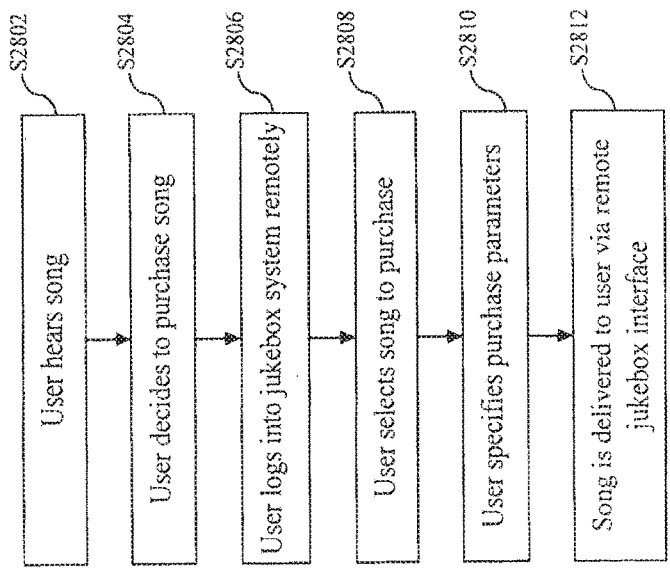 User hears song
S2802
User decides to purchase song
S2804
User logs into jukebox system remotely
S2806
User selects song to purchase
S2808
User specifies purchase parameters
S2810
Song is delivered to user via remote
jukebox interface
S2812